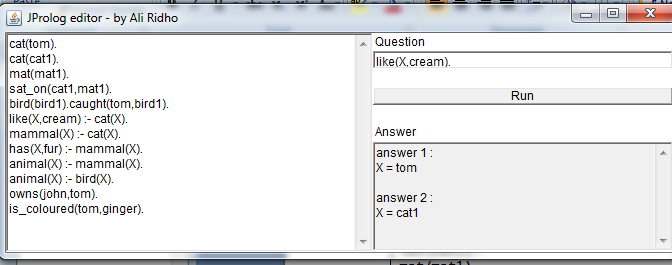 JProlog editor - by Ali Ridho
cat(tom).
cat(cat1).
mat(mat1).
sat_on(cat1,mat1).
bird(bird1).caught(tom,bird1).
like(X,cream) :- cat(X).
mammal(X) :- cat(X).
has(X,fur) :- mammal(X).
animal(X) :- mammal(X).
animal(X) :- bird(X).
owns(john,tom).
is_coloured(tom,ginger).
Question
like(X,cream).
Run
Answer
answer 1 :
X = tom
answer 2 :
X = cat1